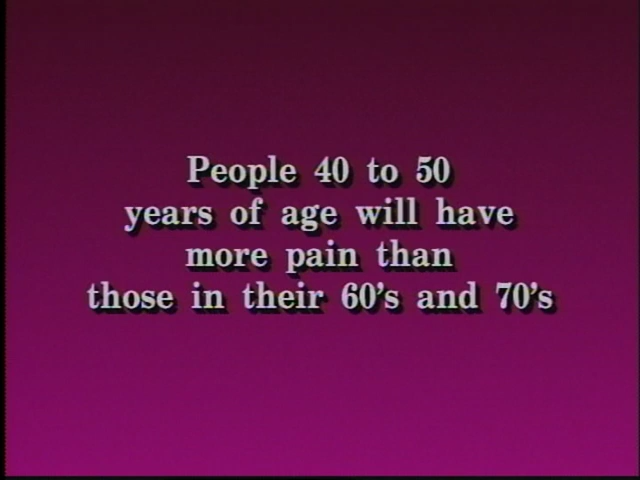 People 40 to 50
years of age will have
more pain than
those in their 60's and 70's